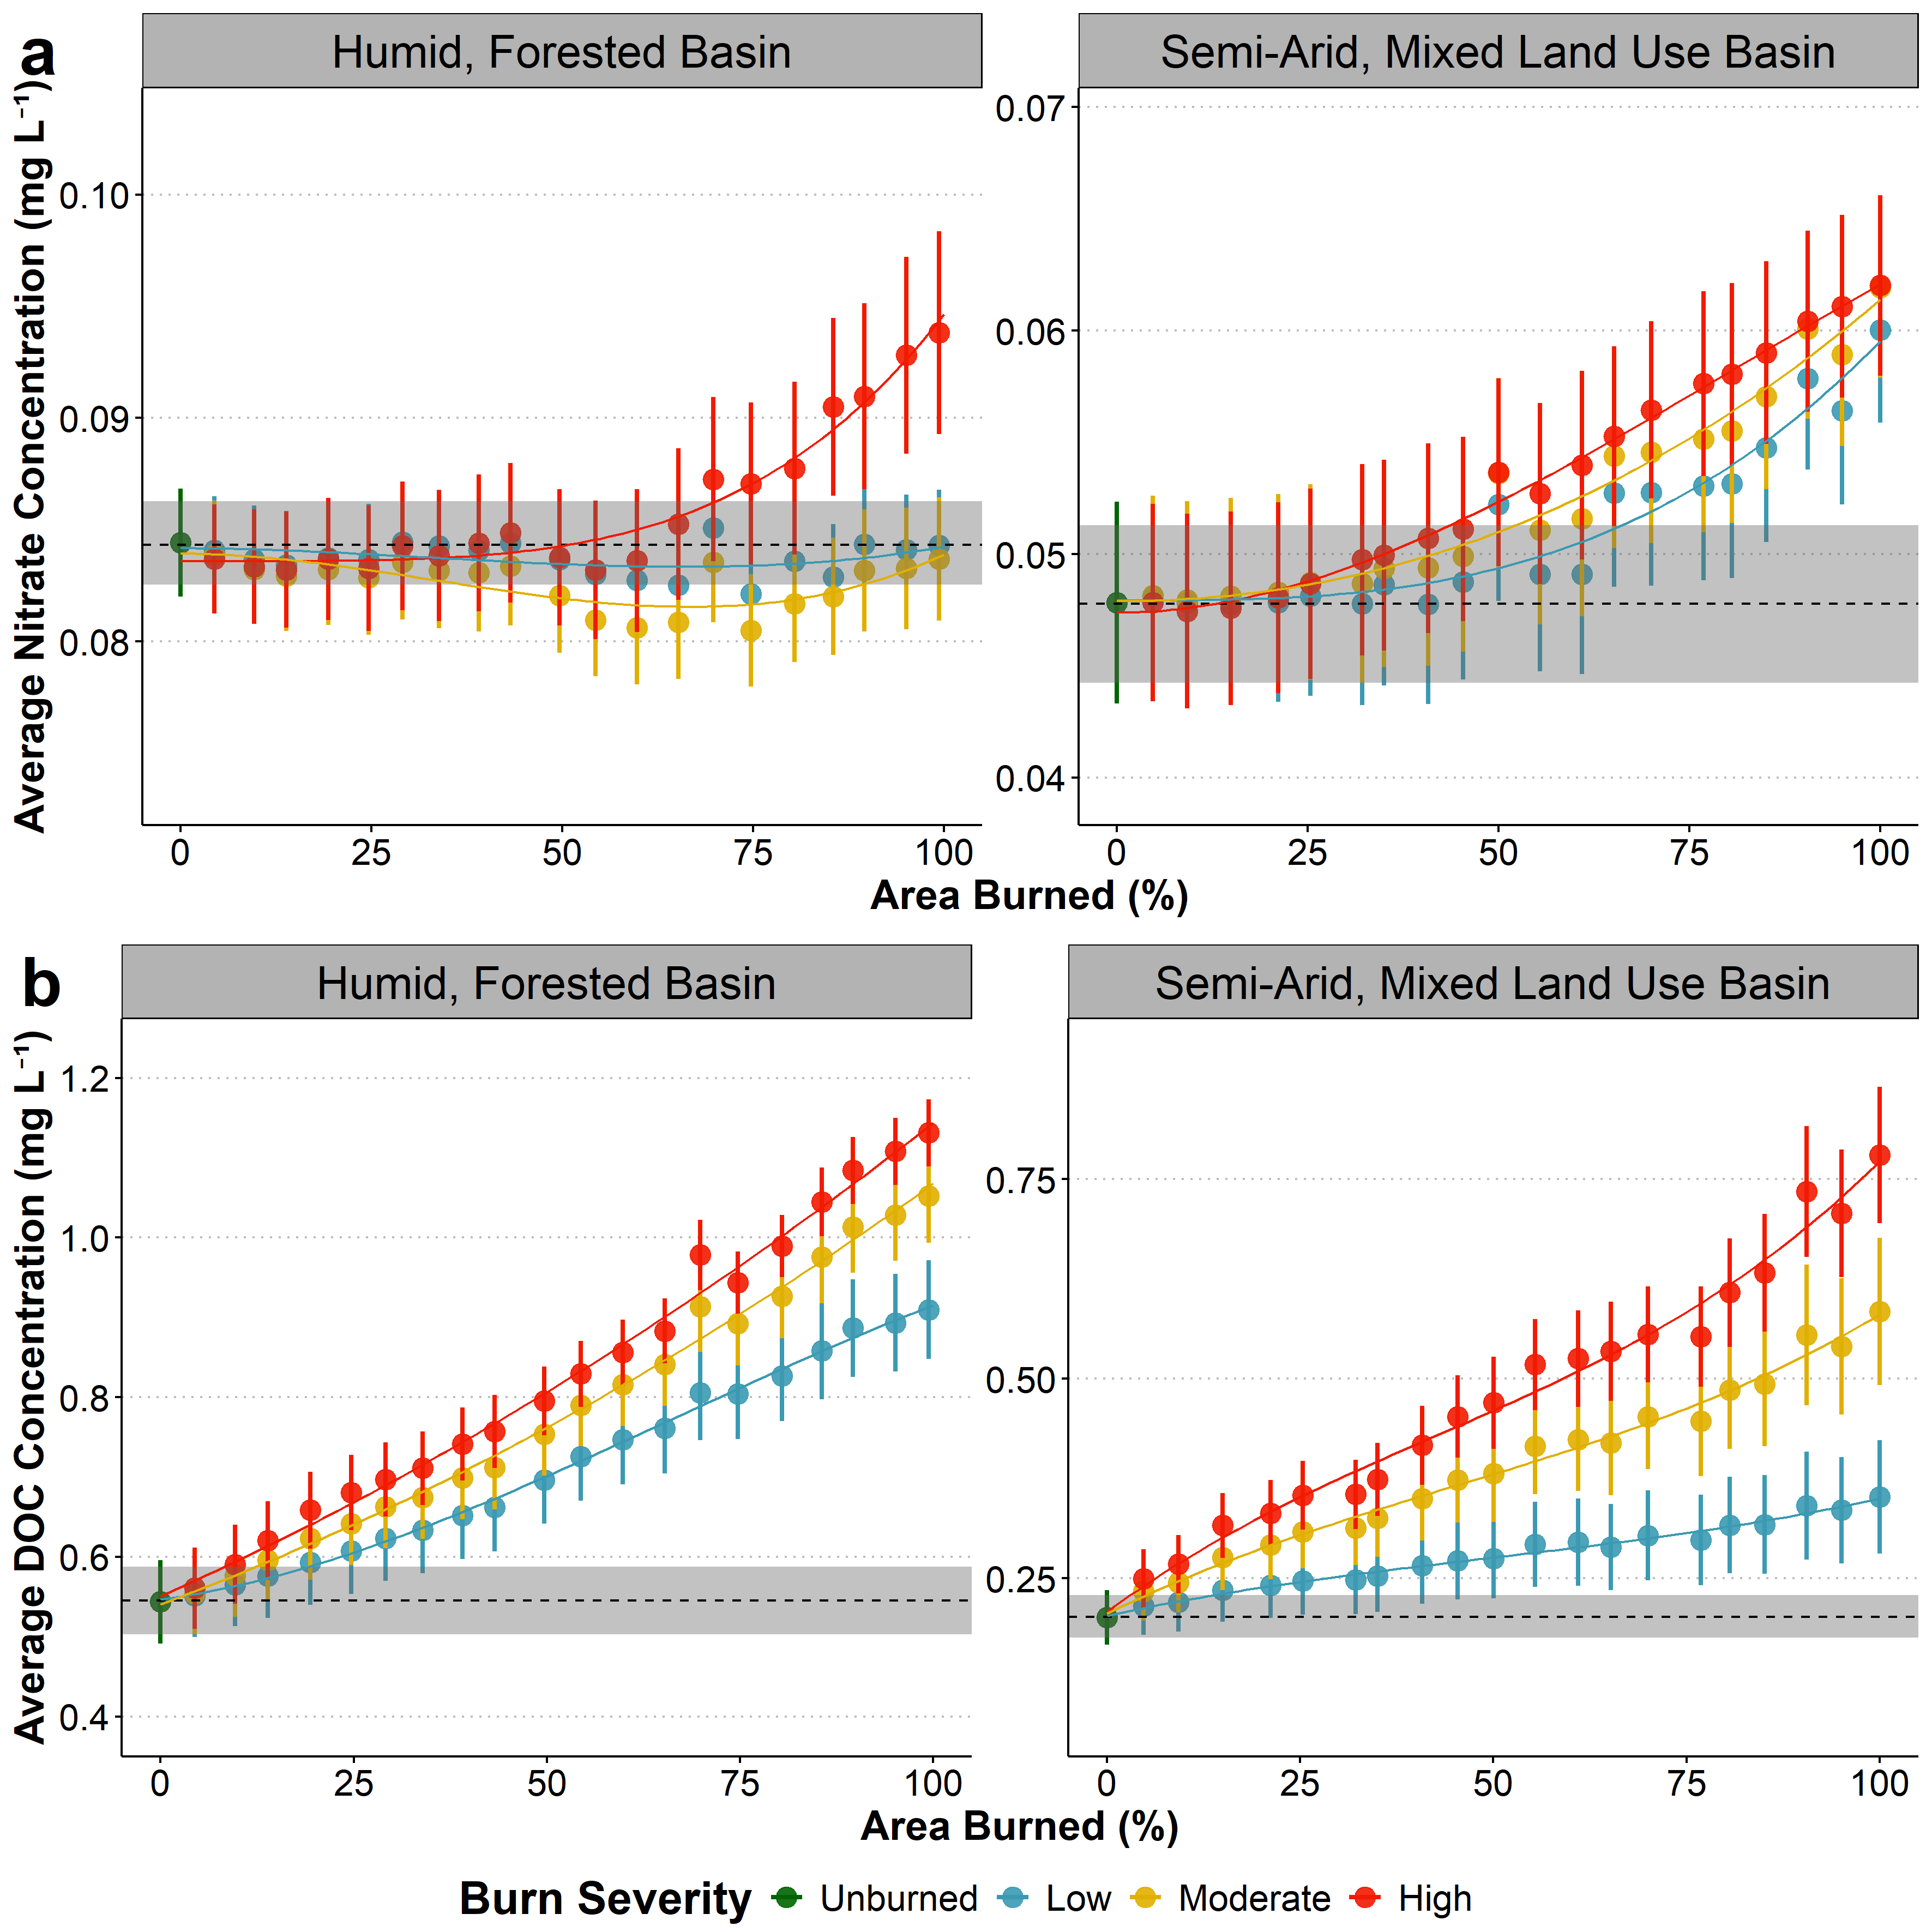 a
Humid, Forested Basin
Semi-Arid, Mixed Land Use Basin
Average Nitrate Concentration (mg L⁻¹)
0.10
0.09
0.08
0.07
0.06
0.05
0.04
0 25 50 75 100
0 25 50 75 100
Area Burned (%)
b
Humid, Forested Basin
Semi-Arid, Mixed Land Use Basin
Average DOC Concentration (mg L⁻¹)
1.2
1.0
0.8
0.6
0.4
0.75
0.50
0.25
0 25 50 75 100
0 25 50 75 100
Area Burned (%)
Burn Severity Unburned Low Moderate High